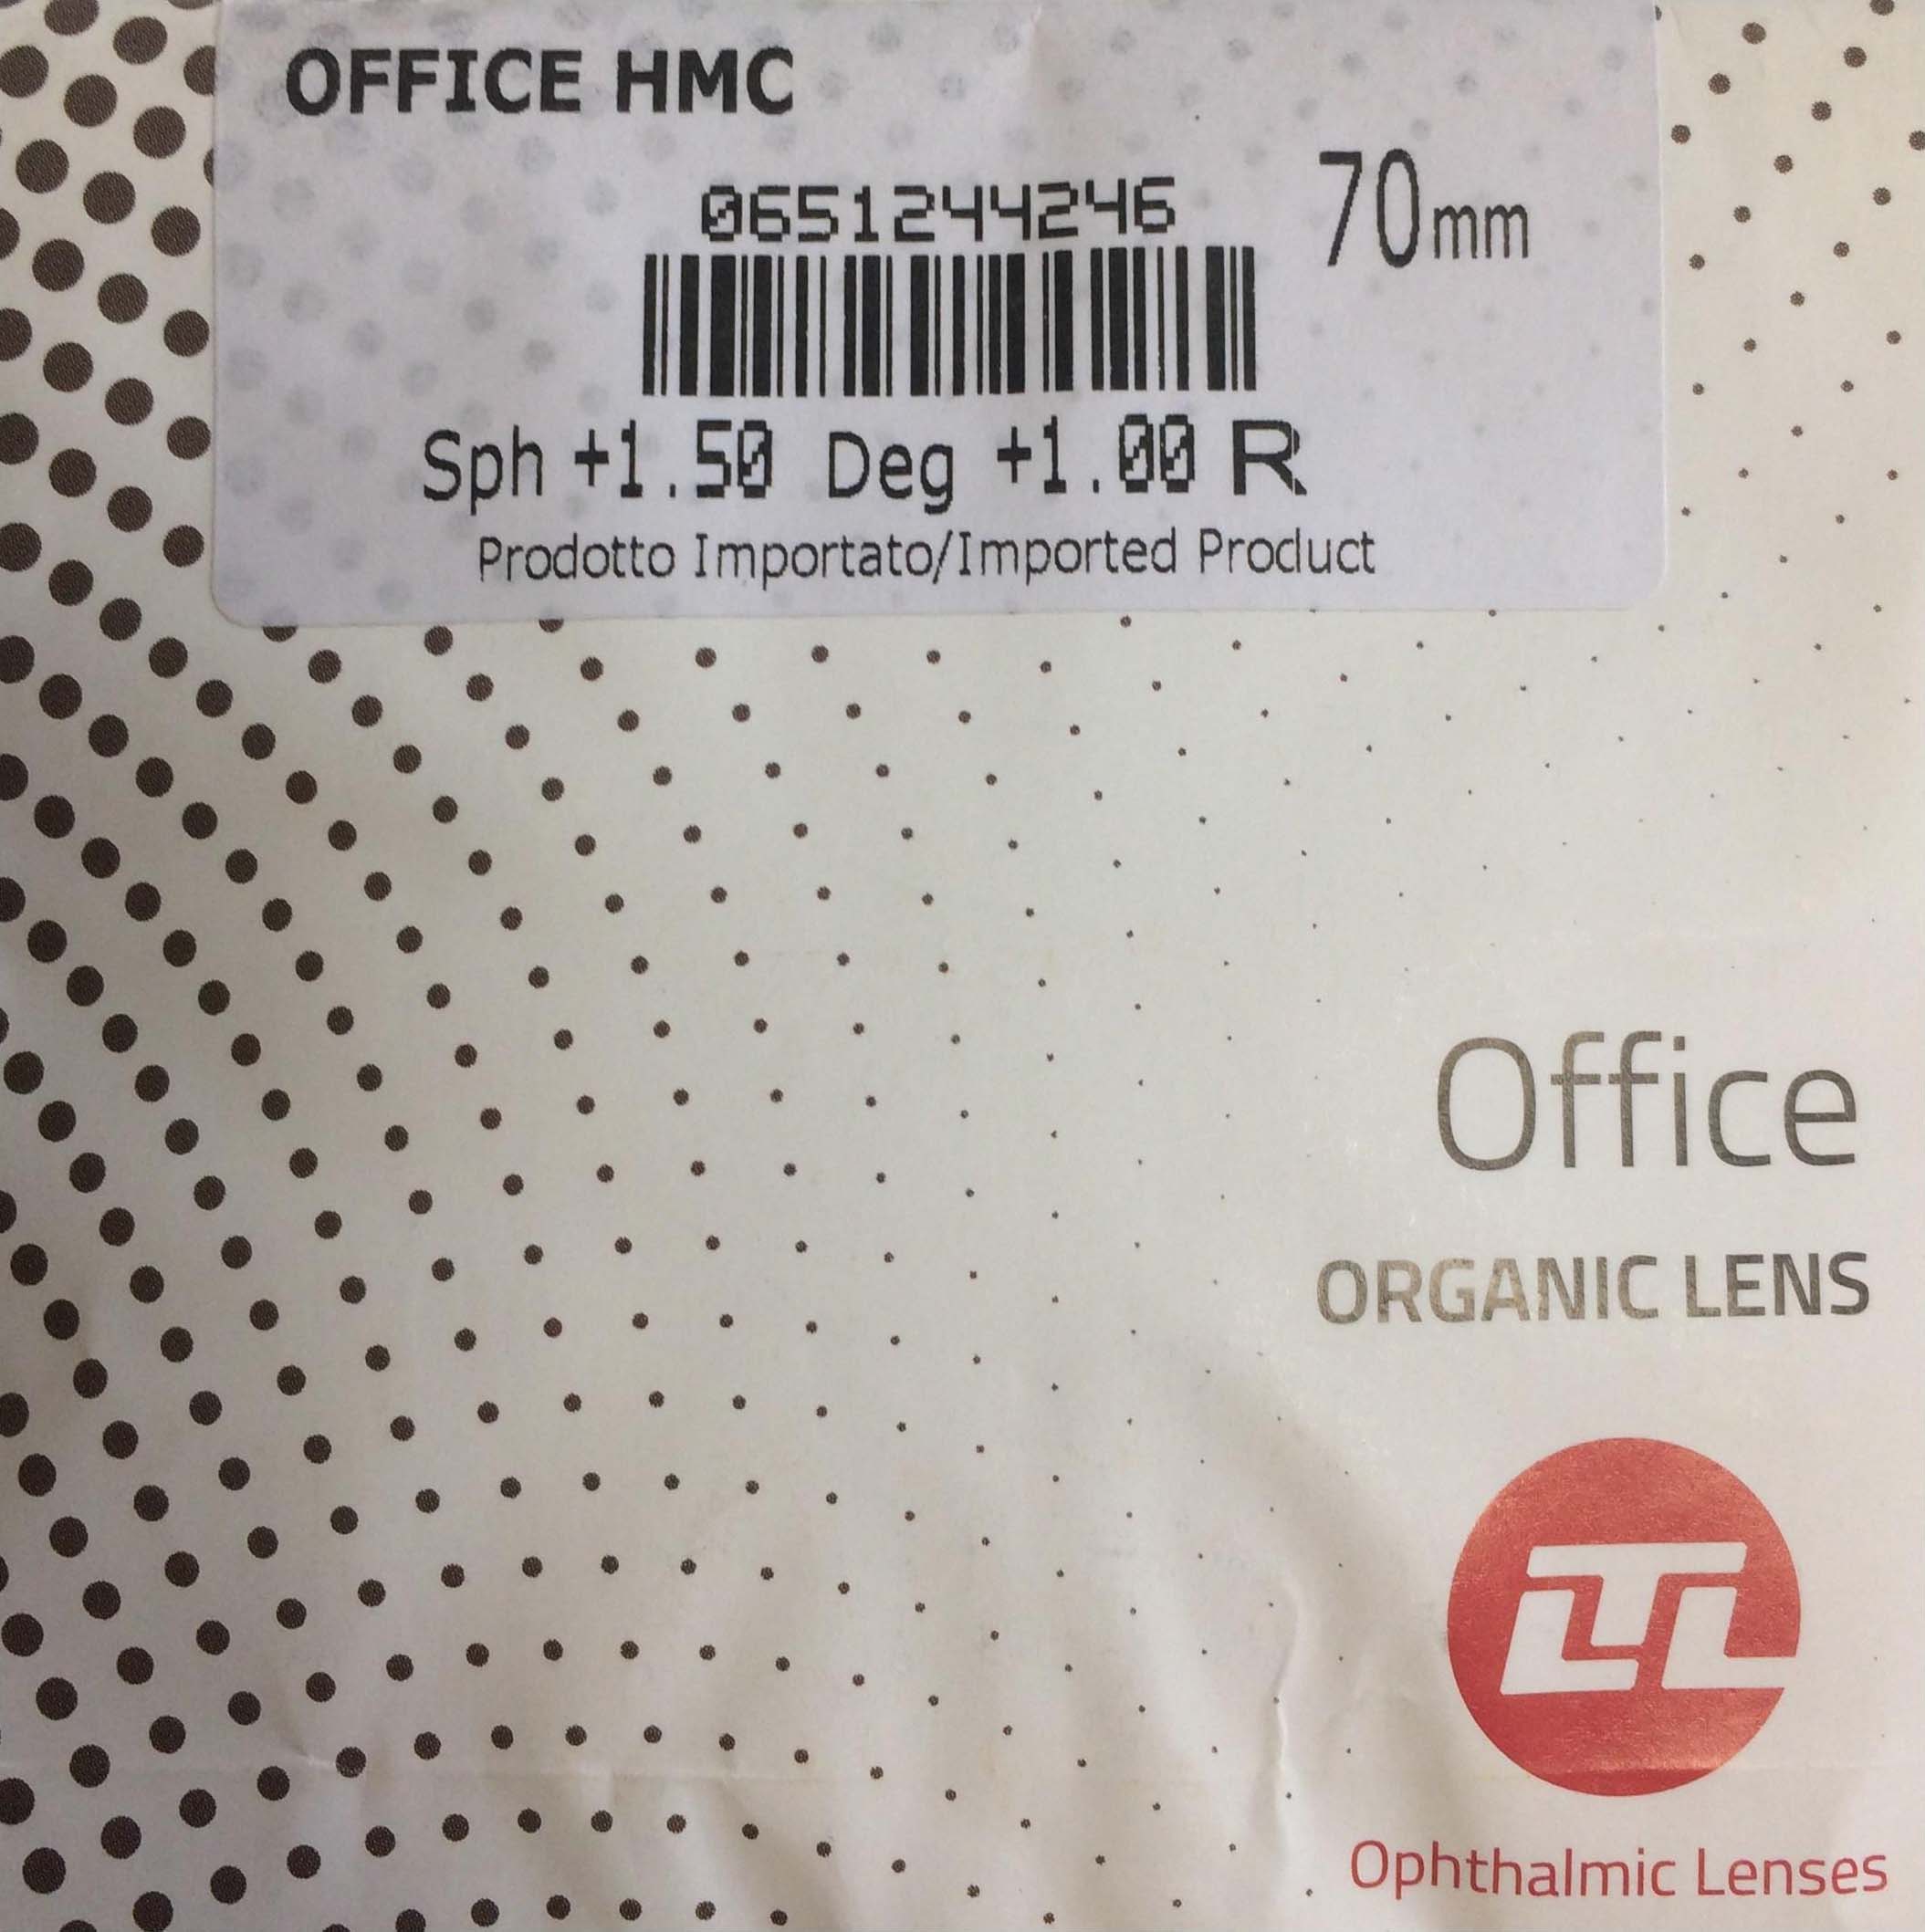 OFFICE HMC
0651244246
70mm
Sph +1.50 Deg +1.00 R
Prodotto Importato/Imported Product
Office
ORGANIC LENS
LTL
Ophthalmic Lenses